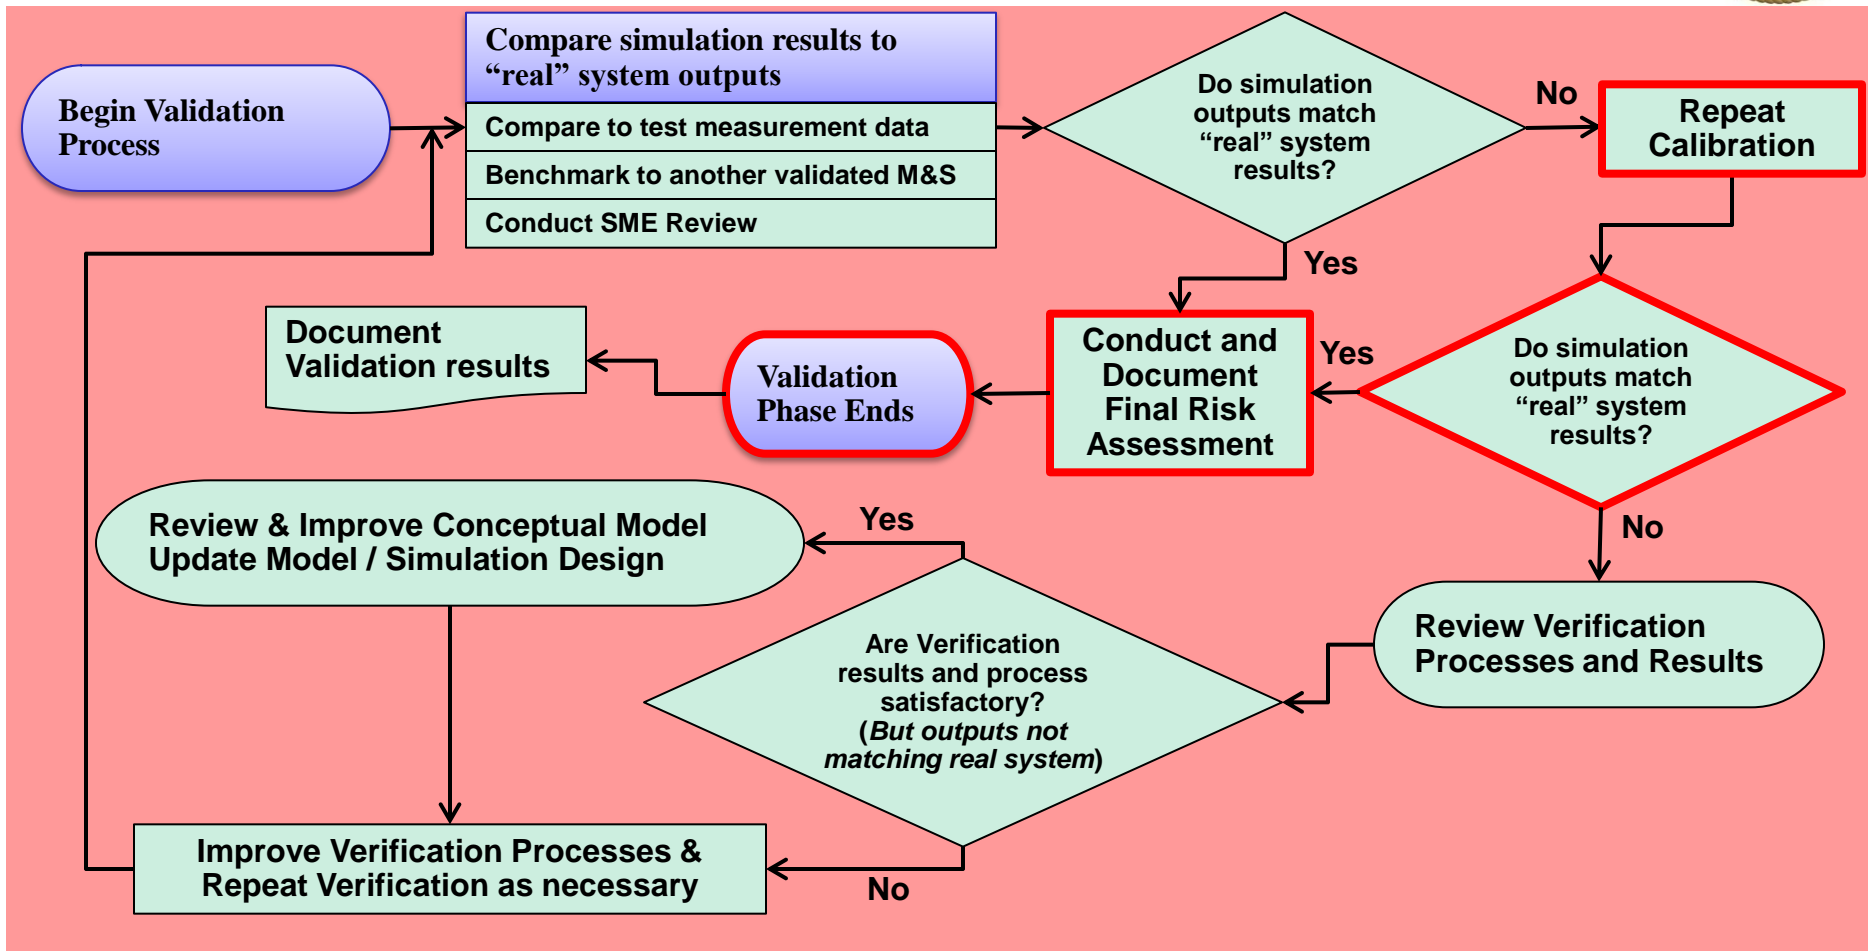 Begin Validation
Process
Compare simulation results to
“real” system outputs
Compare to test measurement data
Benchmark to another validated M&S
Conduct SME Review
Do simulation
outputs match
“real” system
results?
No
Repeat
Calibration
Yes
Document
Validation results
Validation
Phase Ends
Conduct and
Document
Final Risk
Assessment
Yes
Do simulation
outputs match
“real” system
results?
No
Review & Improve Conceptual Model
Update Model / Simulation Design
Yes
Are Verification
results and process
satisfactory?
(But outputs not
matching real system)
Review Verification
Processes and Results
Improve Verification Processes &
Repeat Verification as necessary
No